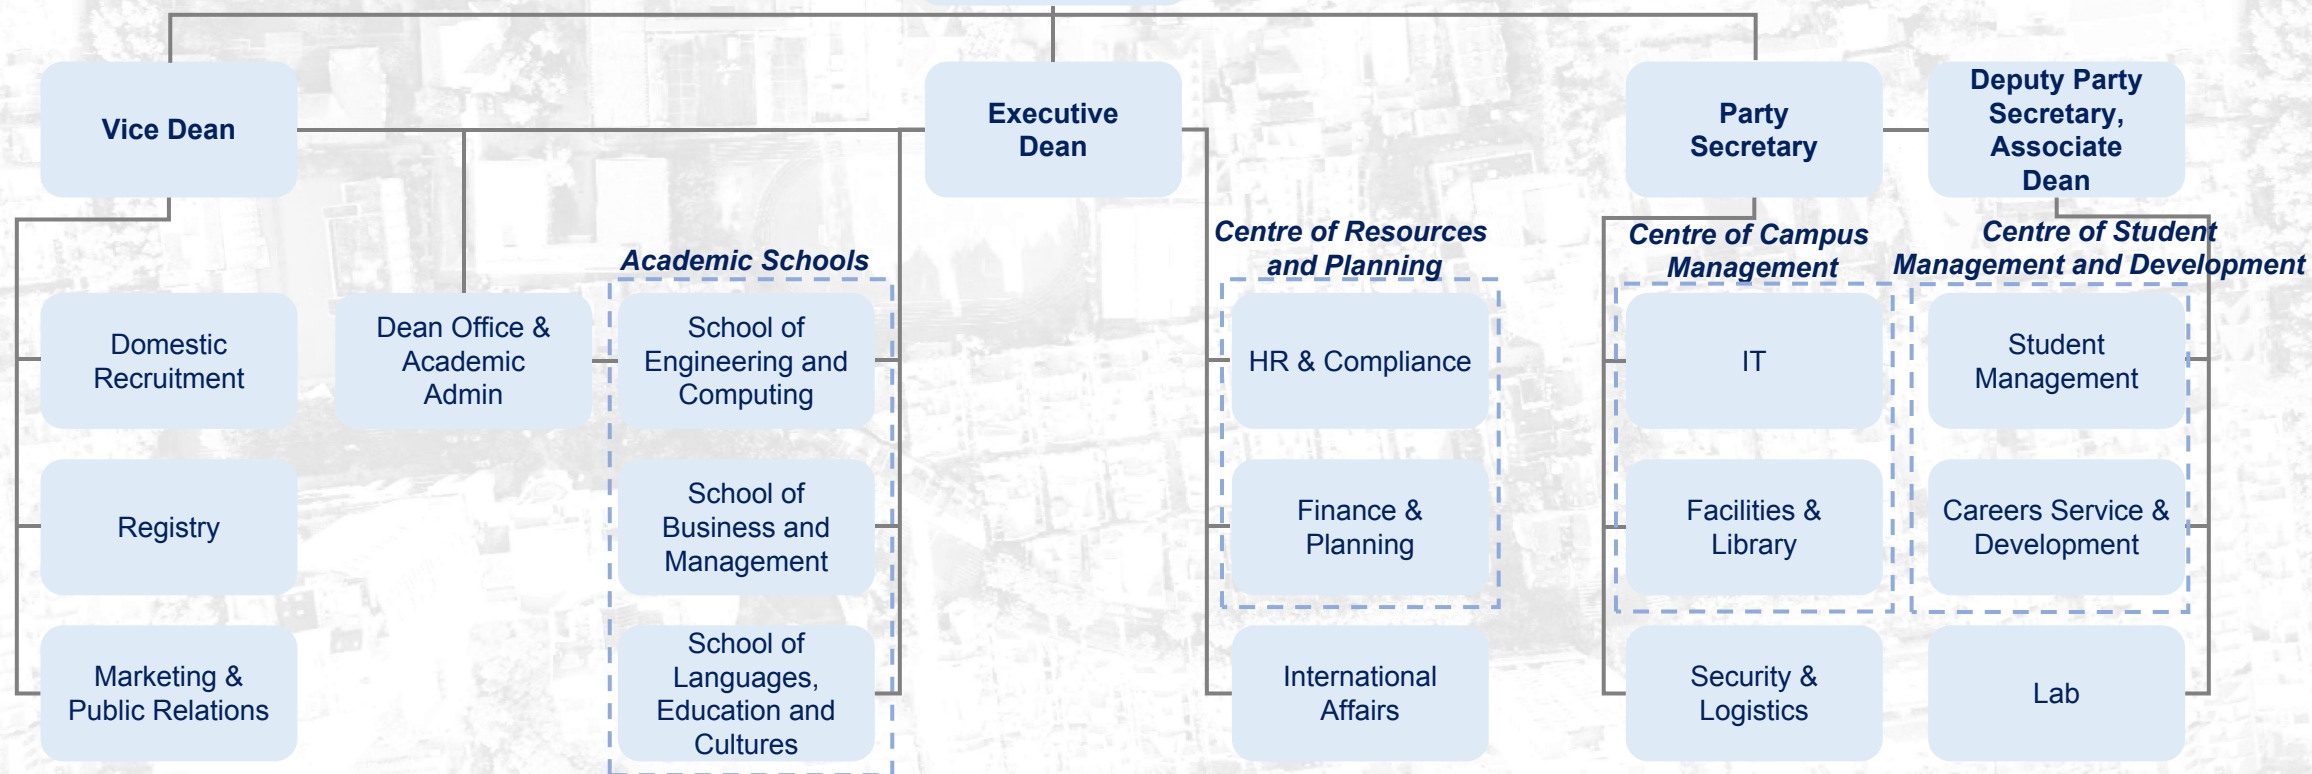 Vice Dean
Executive
Dean
Party
Secretary
Deputy Party
Secretary,
Associate
Dean
Academic Schools
Centre of Resources
and Planning
Centre of Campus
Management
Centre of Student
Management and Development
Domestic
Recruitment
Dean Office &
Academic
Admin
School of
Engineering and
Computing
HR & Compliance
IT
Student
Management
Registry
School of
Business and
Management
Finance &
Planning
Facilities &
Library
Careers Service &
Development
Marketing &
Public Relations
School of
Languages,
Education and
Cultures
International
Affairs
Security &
Logistics
Lab